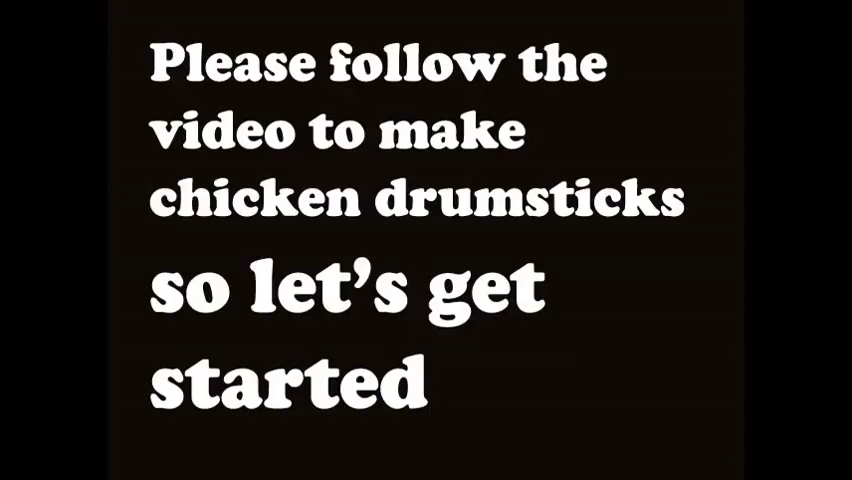 Please follow the
video to make
chicken drumsticks
so let’s get
started